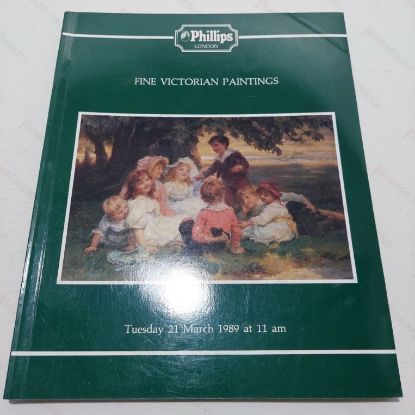 Phillips
LONDON
FINE VICTORIAN PAINTINGS
Tuesday 21 March 1989 at 11 am